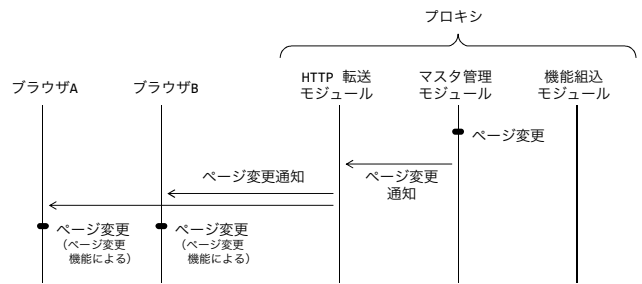 プロキシ
ブラウザA
ブラウザB
HTTP 転送
モジュール
マスタ管理
モジュール
機能組込
モジュール
ページ変更
ページ変更通知
ページ変更
通知
ページ変更
(ページ変更
機能による)
ページ変更
(ページ変更
機能による)